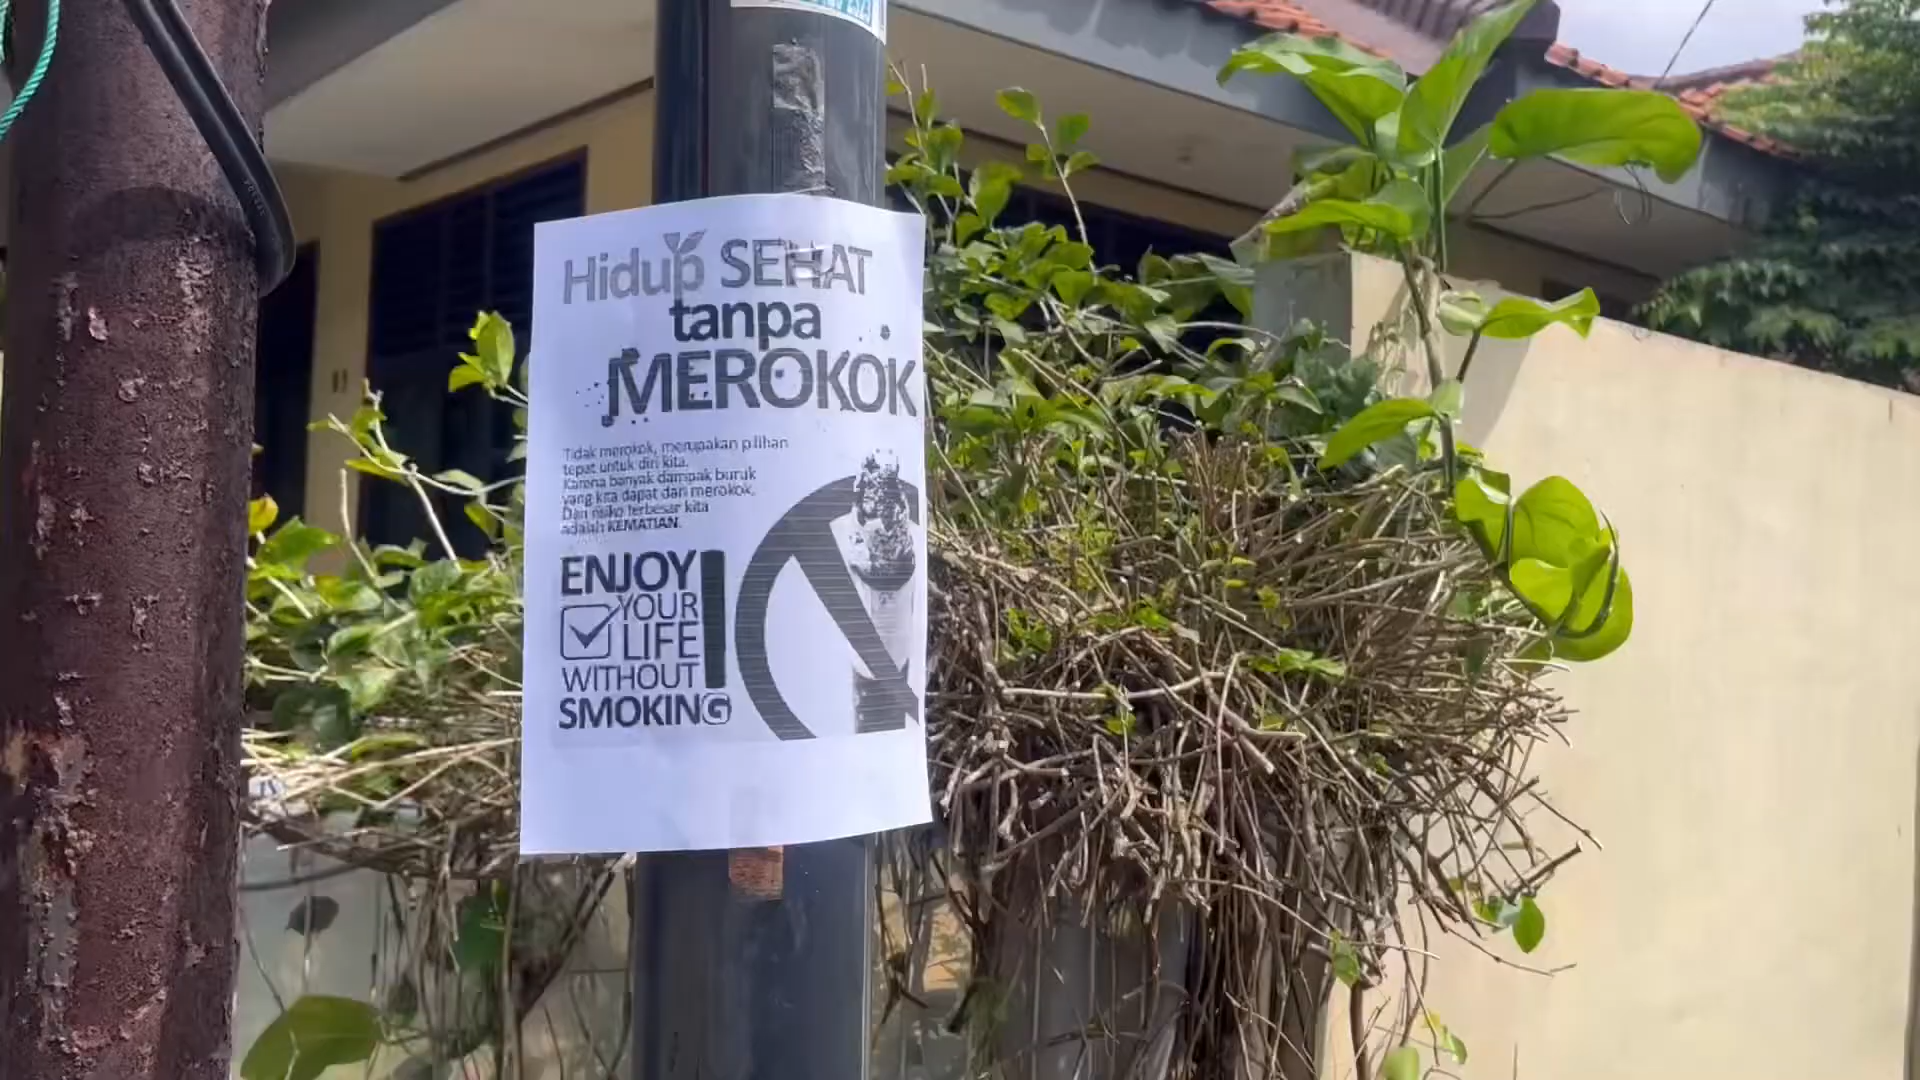 Hidup SEHAT
tanpa
MEROKOK
Tidak merokok, merupakan pilihan
tepat untuk diri kita.
Karena banyak dampak buruk
yang kita dapat dari merokok.
Dan risiko terbesar kita
adalah KEMATIAN.
ENJOY
YOUR
LIFE
WITHOUT
SMOKING